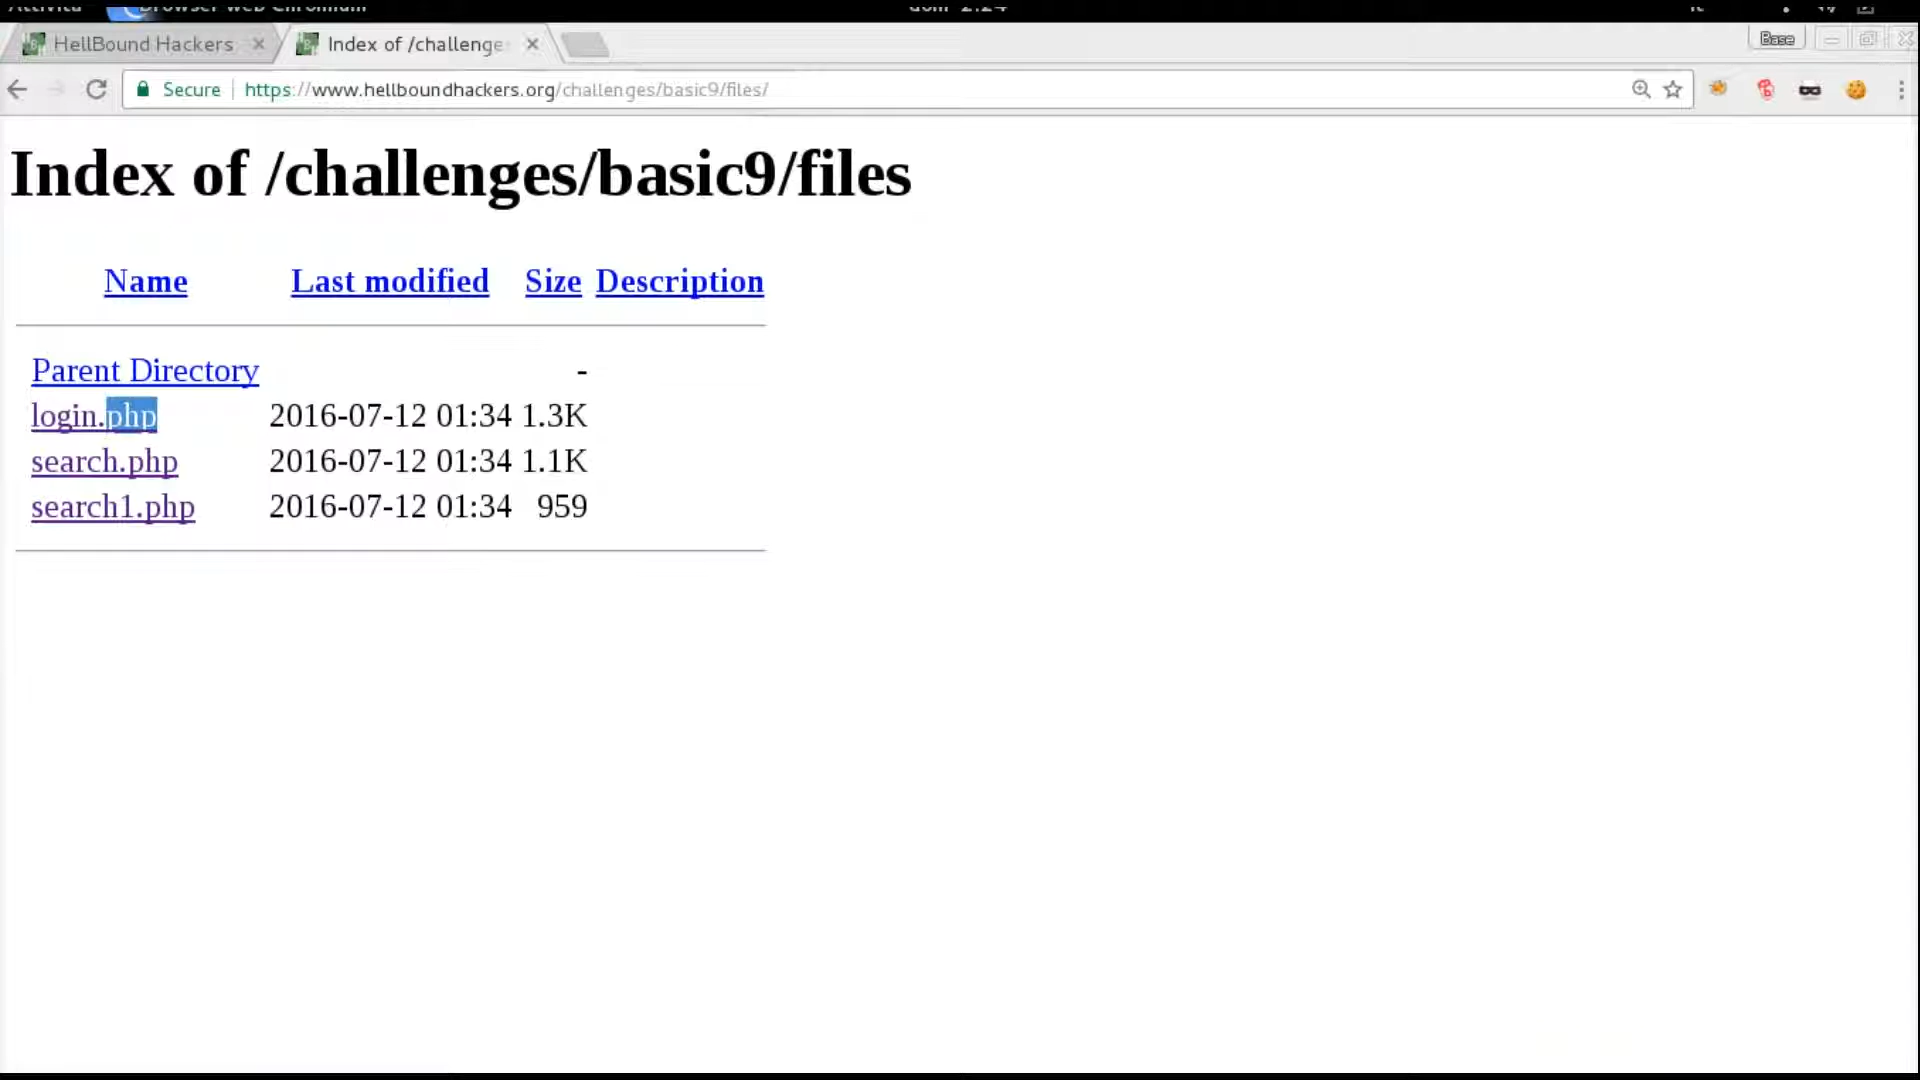 HellBound Hackers
Index of /challenge
Base
Secure https://www.hellboundhackers.org/challenges/basic9/files/
Index of /challenges/basic9/files
Name Last modified Size Description
Parent Directory -
login.php 2016-07-12 01:34 1.3K
search.php 2016-07-12 01:34 1.1K
search1.php 2016-07-12 01:34 959